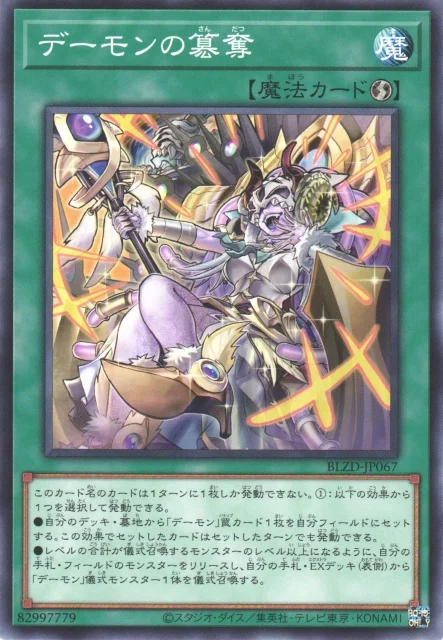 デーモンの簒奪
魔
【魔法カード】
BLZD-JP067
このカード名のカードは1ターンに1枚しか発動できない。①:以下の効果から
1つを選択して発動できる。
●自分のデッキ・墓地から「デーモン」罠カード1枚を自分フィールドにセット
する。この効果でセットしたカードはセットしたターンでも発動できる。
●レベルの合計が儀式召喚するモンスターのレベル以上になるように、自分の
手札・フィールドのモンスターをリリースし、自分の手札・EXデッキ(表側)から
「デーモン」儀式モンスター1体を儀式召喚する。
82997779
©スタジオ・ダイス/集英社・テレビ東京・KONAMI